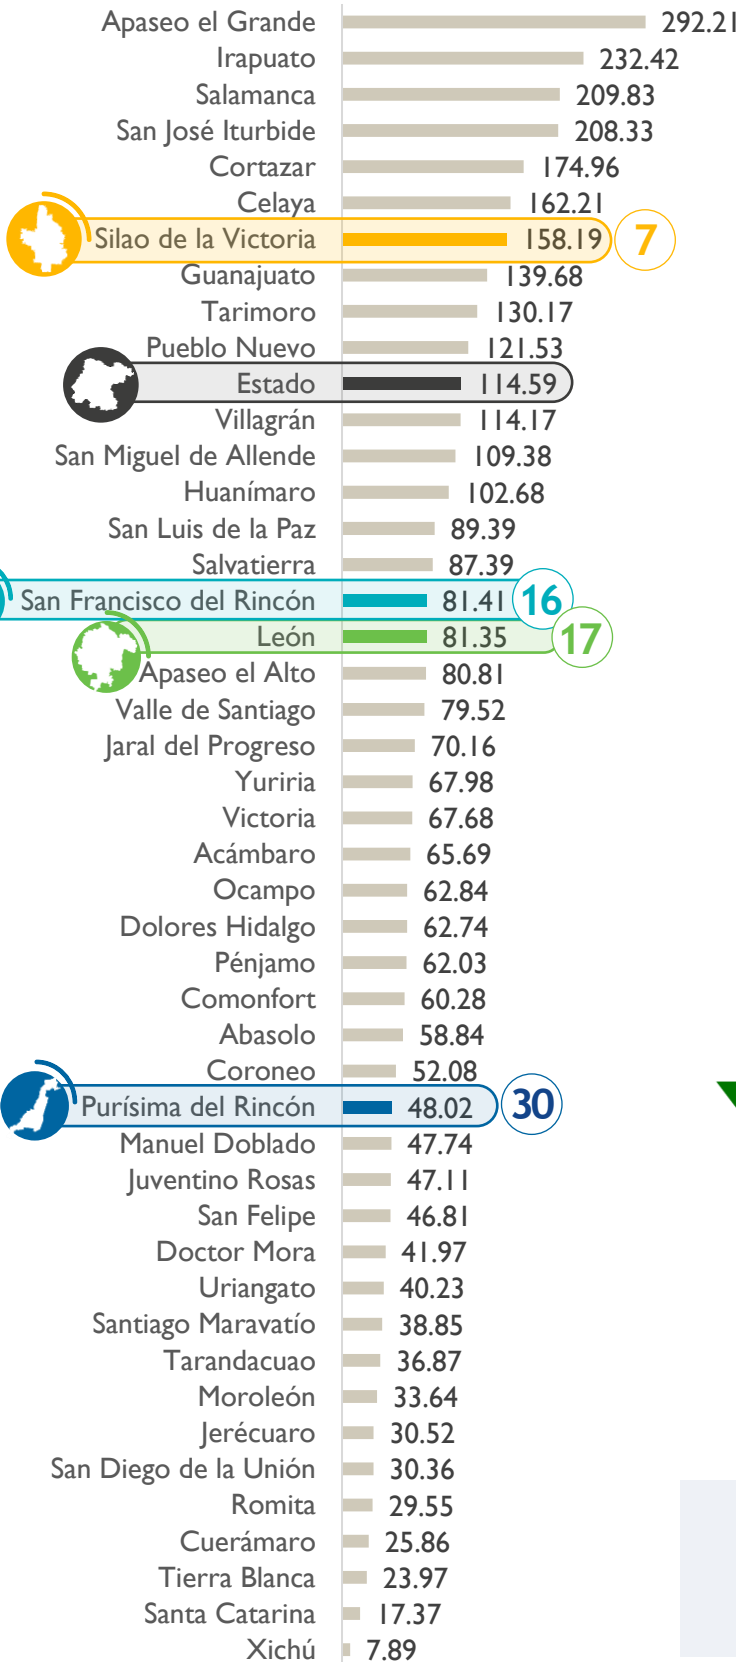 Apaseo el Grande 292.21
Irapuato 232.42
Salamanca 209.83
San José Iturbide 208.33
Cortazar 174.96
Celaya 162.21
Silao de la Victoria 158.19 7
Guanajuato 139.68
Tarimoro 130.17
Pueblo Nuevo 121.53
Estado 114.59
Villagrán 114.17
San Miguel de Allende 109.38
Huanímaro 102.68
San Luis de la Paz 89.39
Salvatierra 87.39
San Francisco del Rincón 81.41 16
León 81.35 17
Apaseo el Alto 80.81
Valle de Santiago 79.52
Jaral del Progreso 70.16
Yuriria 67.98
Victoria 67.68
Acámbaro 65.69
Ocampo 62.84
Dolores Hidalgo 62.74
Pénjamo 62.03
Comonfort 60.28
Abasolo 58.84
Coroneo 52.08
Purísima del Rincón 48.02 30
Manuel Doblado 47.74
Juventino Rosas 47.11
San Felipe 46.81
Doctor Mora 41.97
Uriangato 40.23
Santiago Maravatío 38.85
Tarandacuao 36.87
Moroleón 33.64
Jerécuaro 30.52
San Diego de la Unión 30.36
Romita 29.55
Cuerámaro 25.86
Tierra Blanca 23.97
Santa Catarina 17.37
Xichú 7.89